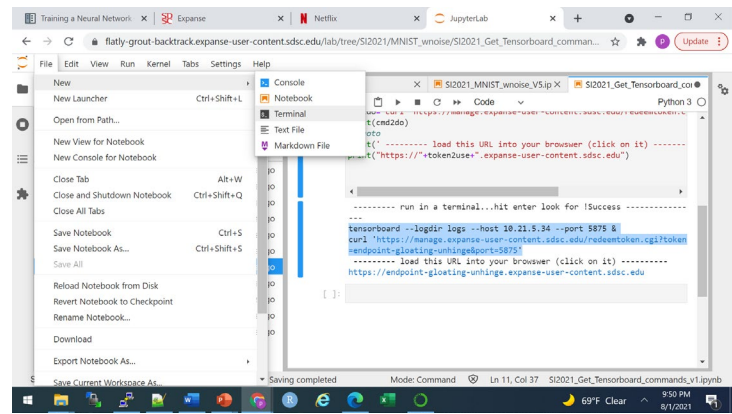 Training a Neural Network
Expanse
Netflix
JupyterLab
flatly-grout-backtrack.expanse-user-content.sdsc.edu/lab/tree/SI2021/MNIST_wnoise/SI2021_Get_Tensorboard_comman...
P
Update
File Edit View Run Kernel Tabs Settings Help
New
New Launcher Ctrl+Shift+L
Open from Path...
New View for Notebook
New Console for Notebook
Close Tab Alt+W
Close and Shutdown Notebook Ctrl+Shift+Q
Close All Tabs
Save Notebook Ctrl+S
Save Notebook As... Ctrl+Shift+S
Save All
Reload Notebook from Disk
Revert Notebook to Checkpoint
Rename Notebook...
Download
Export Notebook As...
Save Current Workspace As
Console
Notebook
Terminal
Text File
Markdown File
SI2021_MNIST_wnoise_V5.ip
SI2021_Get_Tensorboard_co
Code
Python 3
t(cmd2do)
t(' --------- load this URL into your browswer (click on it) -------
print("https://"+token2use+".expanse-user-content.sdsc.edu")
--------- run in a terminal...hit enter look for !Success -------------
---
tensorboard --logdir logs --host 10.21.5.34 --port 5875 &
curl 'https://manage.expanse-user-content.sdsc.edu/redeemtoken.cgi?token
=endpoint-gloating-unhinge&port=5875'
--------- load this URL into your browswer (click on it) ----------
https://endpoint-gloating-unhinge.expanse-user-content.sdsc.edu
[ ]:
Saving completed
Mode: Command
Ln 11, Col 37
SI2021_Get_Tensorboard_commands_v1.ipynb
69°F Clear
9:50 PM
8/1/2021